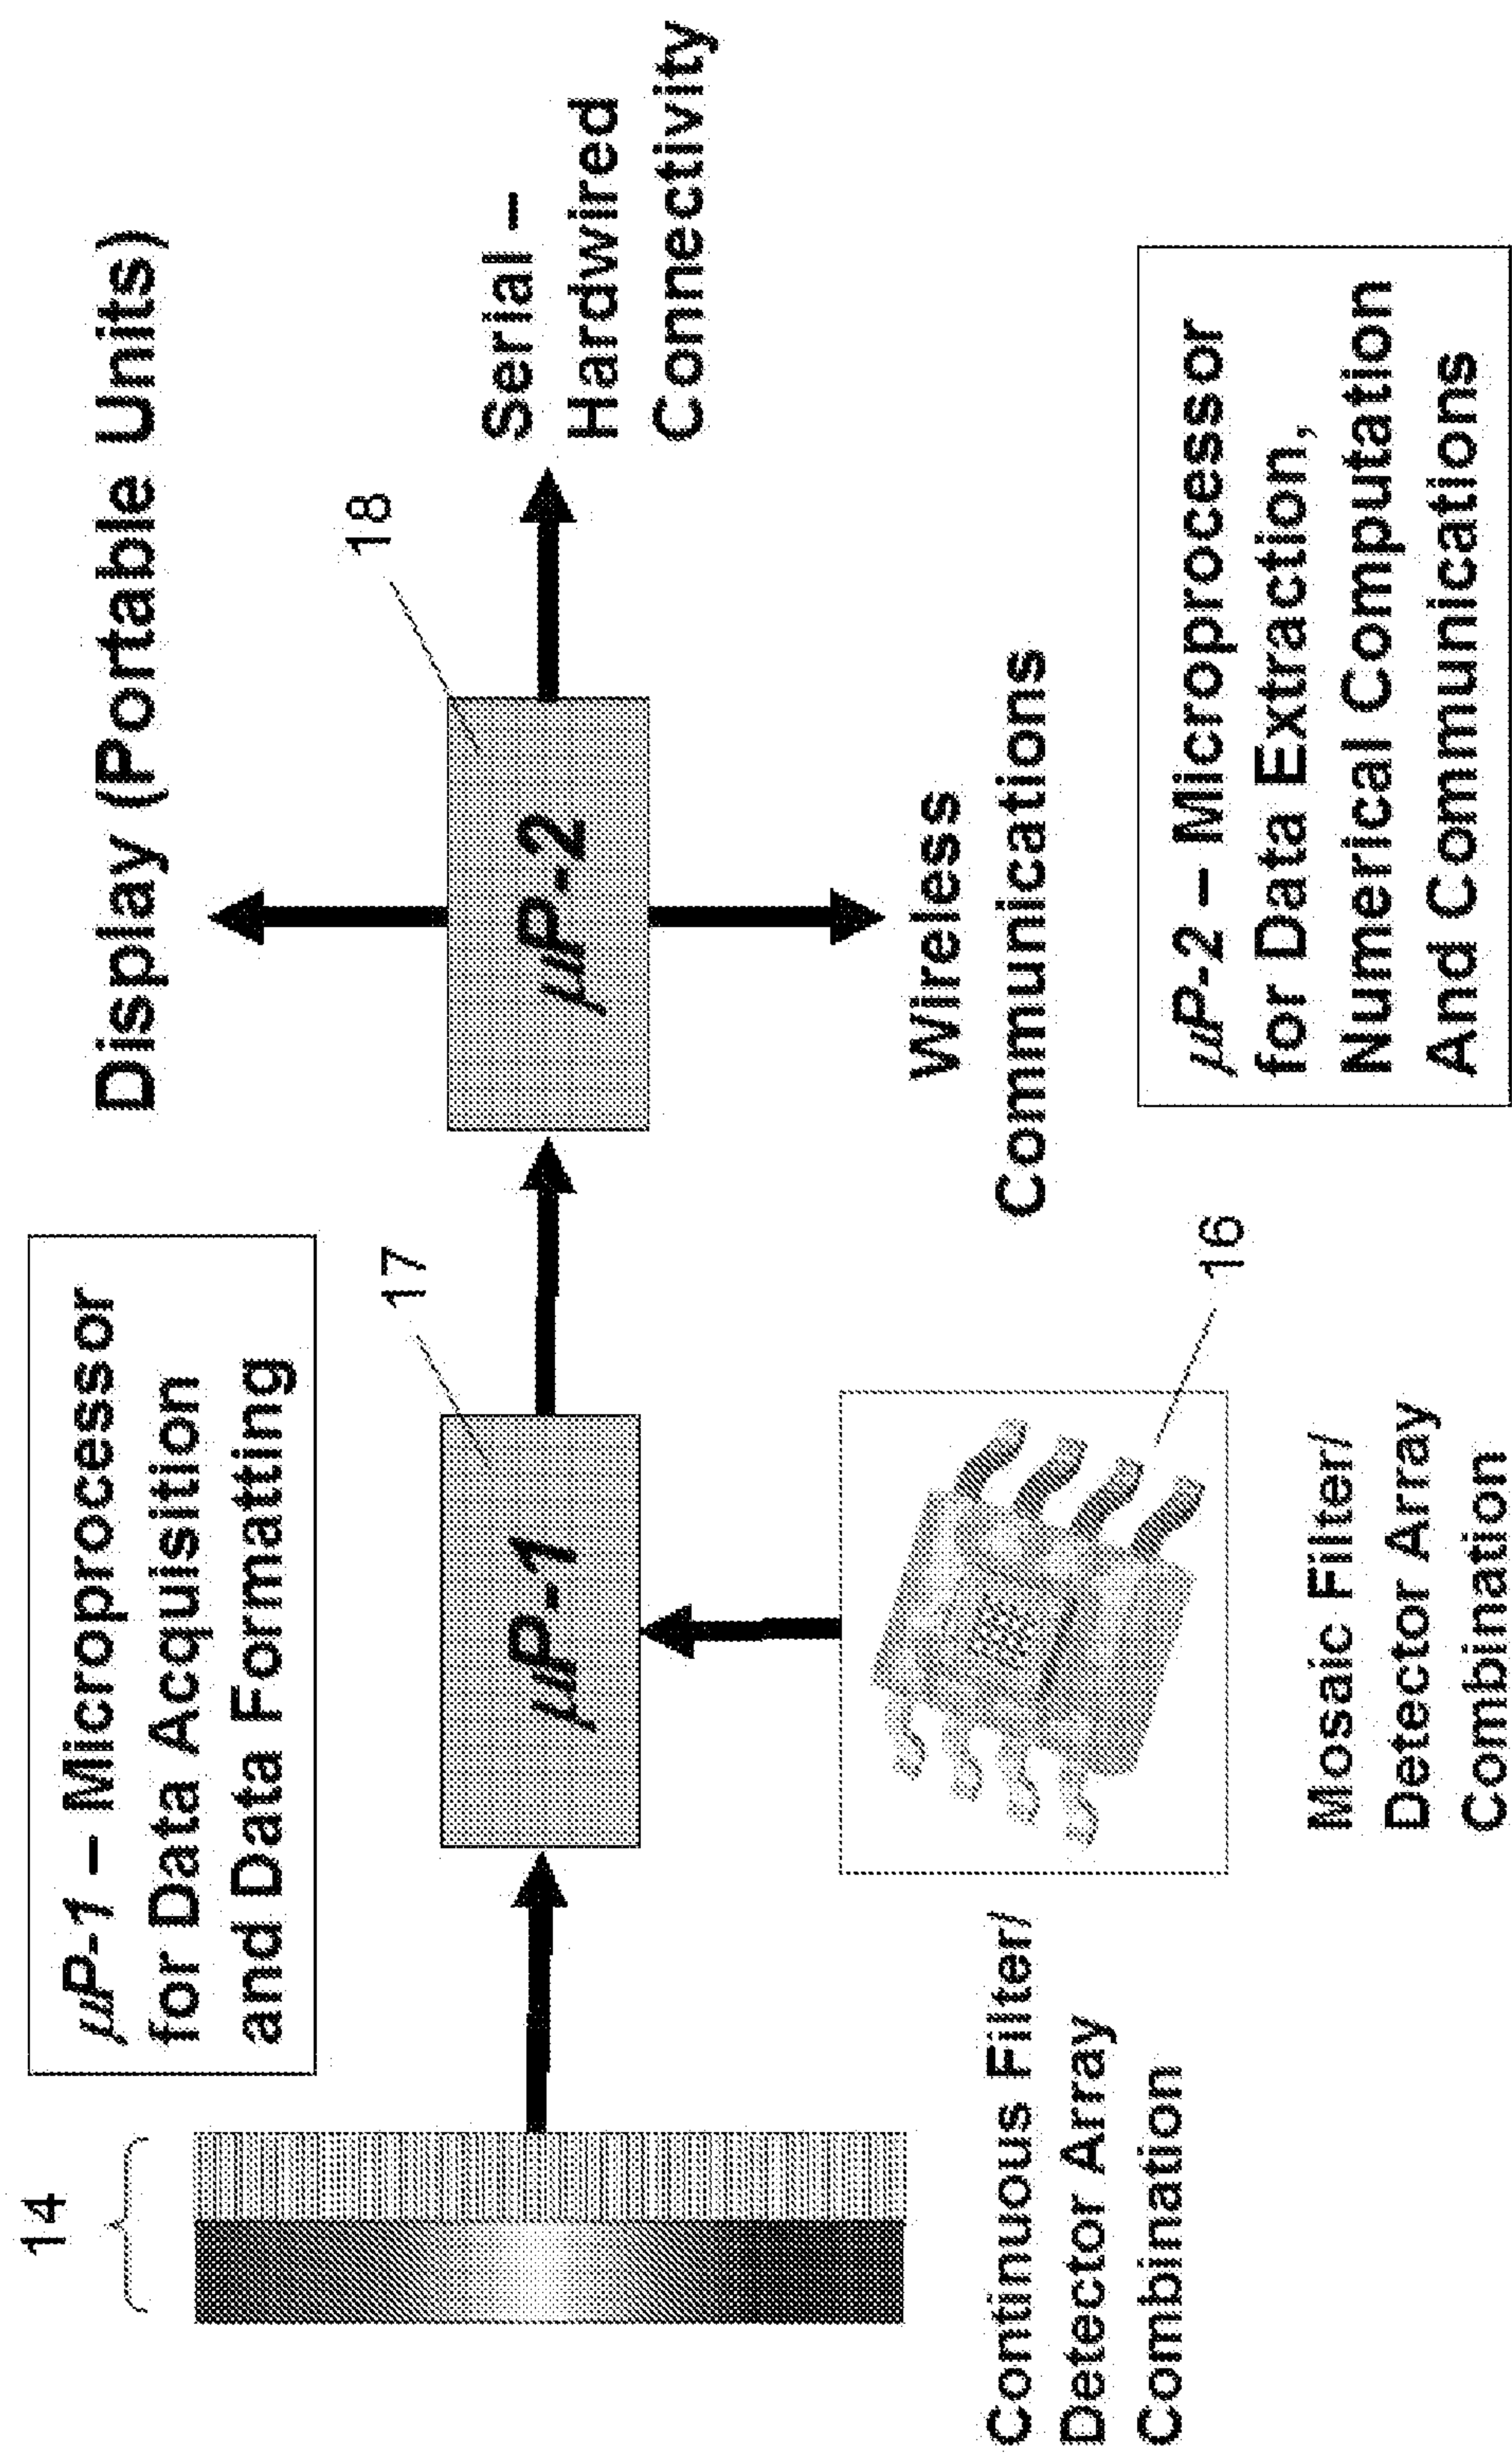 14
μP-1 – Microprocessor
for Data Acquisition
and Data Formatting
Display (Portable Units)
17
18
μP-1
μP-2
Serial –
Hardwired
Connectivity
Continuous Filter/
Detector Array
Combination
16
Mosaic Filter/
Detector Array
Combination
Wireless
Communications
μP-2 – Microprocessor
for Data Extraction,
Numerical Computation
And Communications